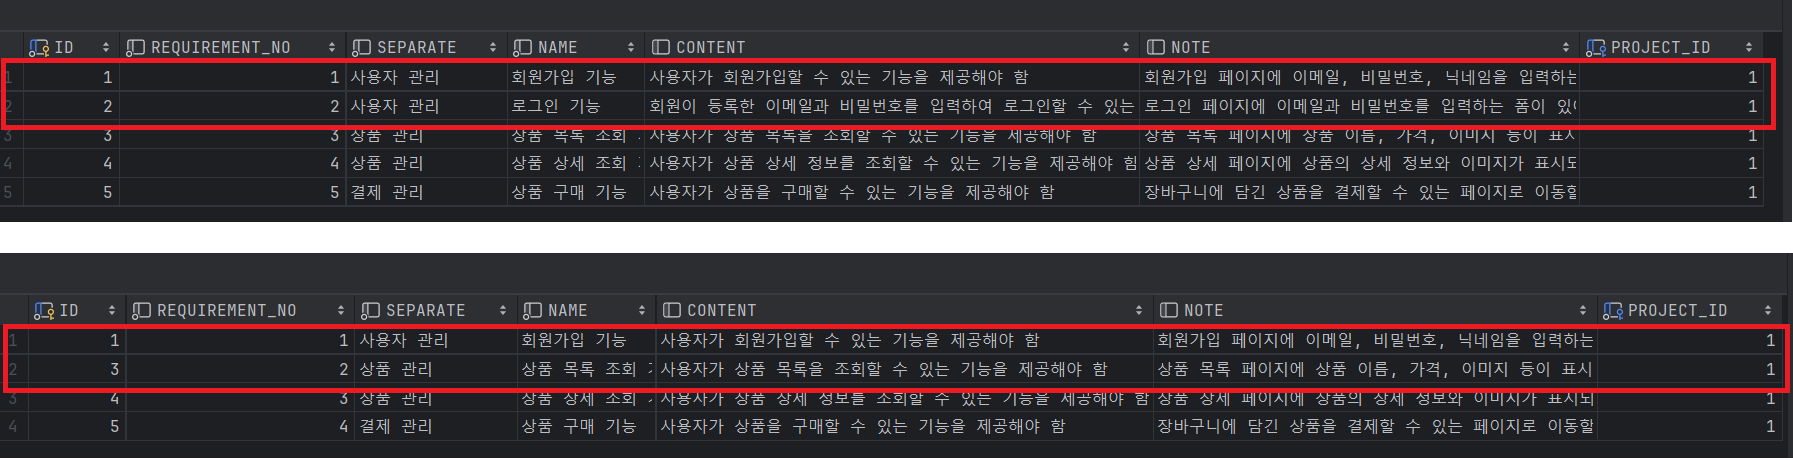 ID REQUIREMENT_NO SEPARATE NAME CONTENT NOTE PROJECT_ID
1 1 1 사용자 관리 회원가입 기능 사용자가 회원가입할 수 있는 기능을 제공해야 함 회원가입 페이지에 이메일, 비밀번호, 닉네임을 입력하는 1
2 2 2 사용자 관리 로그인 기능 회원이 등록한 이메일과 비밀번호를 입력하여 로그인할 수 있는 로그인 페이지에 이메일과 비밀번호를 입력하는 폼이 1
3 3 3 상품 관리 상품 목록 조회 사용자가 상품 목록을 조회할 수 있는 기능을 제공해야 함 상품 목록 페이지에 상품 이름, 가격, 이미지 등이 표시 1
4 4 4 상품 관리 상품 상세 조회 사용자가 상품 상세 정보를 조회할 수 있는 기능을 제공해야 함 상품 상세 페이지에 상품의 상세 정보와 이미지가 표시되 1
5 5 5 결제 관리 상품 구매 기능 사용자가 상품을 구매할 수 있는 기능을 제공해야 함 장바구니에 담긴 상품을 결제할 수 있는 페이지로 이동할 1
ID REQUIREMENT_NO SEPARATE NAME CONTENT NOTE PROJECT_ID
1 1 1 사용자 관리 회원가입 기능 사용자가 회원가입할 수 있는 기능을 제공해야 함 회원가입 페이지에 이메일, 비밀번호, 닉네임을 입력하는 1
2 3 2 상품 관리 상품 목록 조회 사용자가 상품 목록을 조회할 수 있는 기능을 제공해야 함 상품 목록 페이지에 상품 이름, 가격, 이미지 등이 표시 1
3 4 3 상품 관리 상품 상세 조회 사용자가 상품 상세 정보를 조회할 수 있는 기능을 제공해야 함 상품 상세 페이지에 상품의 상세 정보와 이미지가 표시되 1
4 5 4 결제 관리 상품 구매 기능 사용자가 상품을 구매할 수 있는 기능을 제공해야 함 장바구니에 담긴 상품을 결제할 수 있는 페이지로 이동할 1